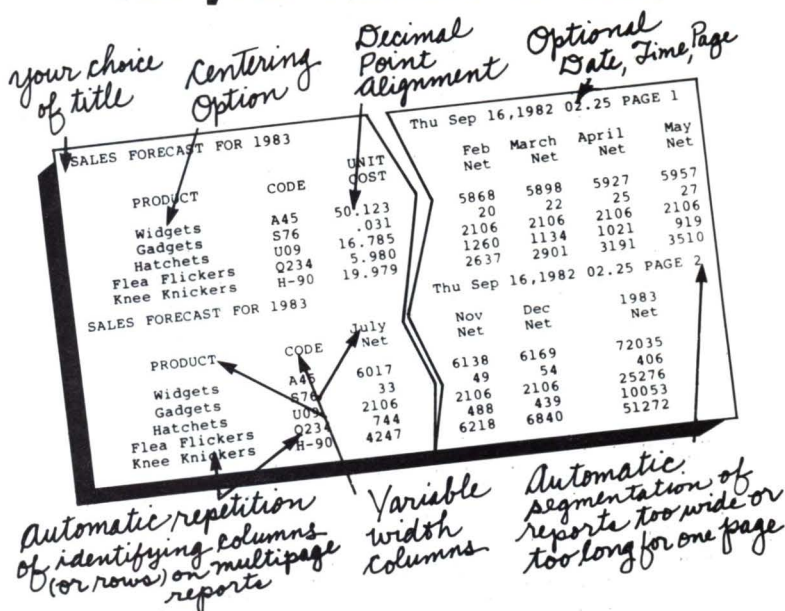 your choice
of title
Centering
Option
Decimal
Point
Alignment
Optional
Date, Time, Page
SALES FORECAST FOR 1983
PRODUCT CODE UNIT
COST
Widgets A45 50.123
Gadgets S76 .031
Hatchets U09 16.785
Flea Flickers Q234 5.980
Knee Knickers H-90 19.979
Thu Sep 16,1982 02.25 PAGE 1
Feb March April May
Net Net Net Net
5868 5898 5927 5957
20 22 25 27
2106 2106 2106 2106
1260 1134 1021 919
2637 2901 3191 3510
SALES FORECAST FOR 1983
PRODUCT CODE July
Net
Widgets A45 6017
Gadgets S76 33
Hatchets U09 2106
Flea Flickers Q234 744
Knee Knickers H-90 4247
Thu Sep 16,1982 02.25 PAGE 2
Nov Dec 1983
Net Net Net
6138 6169 72035
49 54 406
2106 2106 25276
488 439 10053
6218 6840 51272
Automatic repetition
of identifying columns
(or rows) on multipage
reports
Variable
width
columns
Automatic
segmentation of
reports too wide or
too long for one page